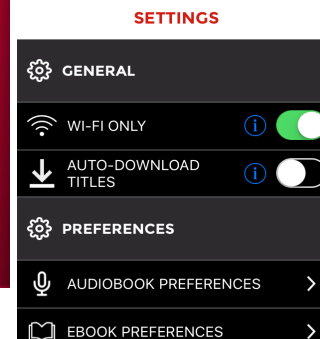 SETTINGS
GENERAL
WI-FI ONLY
AUTO-DOWNLOAD
TITLES
PREFERENCES
AUDIOBOOK PREFERENCES
EBOOK PREFERENCES